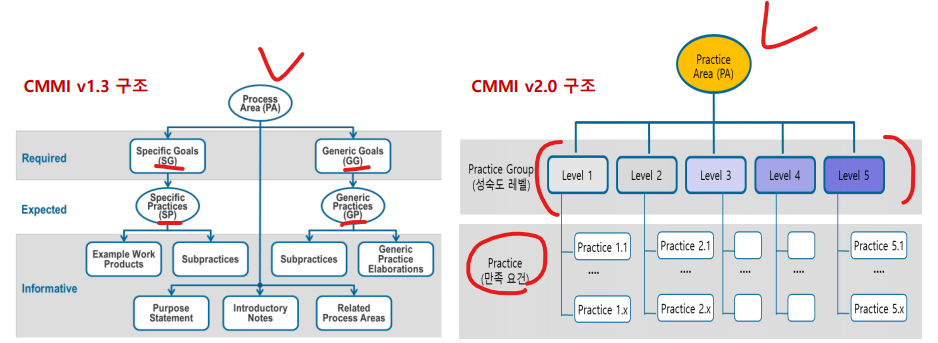 CMMI v1.3 구조
Process
Area (PA)
Required
Specific Goals
(SG)
Generic Goals
(GG)
Expected
Specific
Practices
(SP)
Generic
Practices
(GP)
Informative
Example Work
Products
Subpractices
Subpractices
Generic
Practice
Elaborations
Purpose
Statement
Introductory
Notes
Related
Process Areas
CMMI v2.0 구조
Practice
Area (PA)
Practice Group
(성숙도 레벨)
Level 1
Level 2
Level 3
Level 4
Level 5
Practice
(만족 요건)
Practice 1.1
Practice 2.1
Practice 5.1
....
....
....
....
....
Practice 1.x
Practice 2.x
Practice 5.x